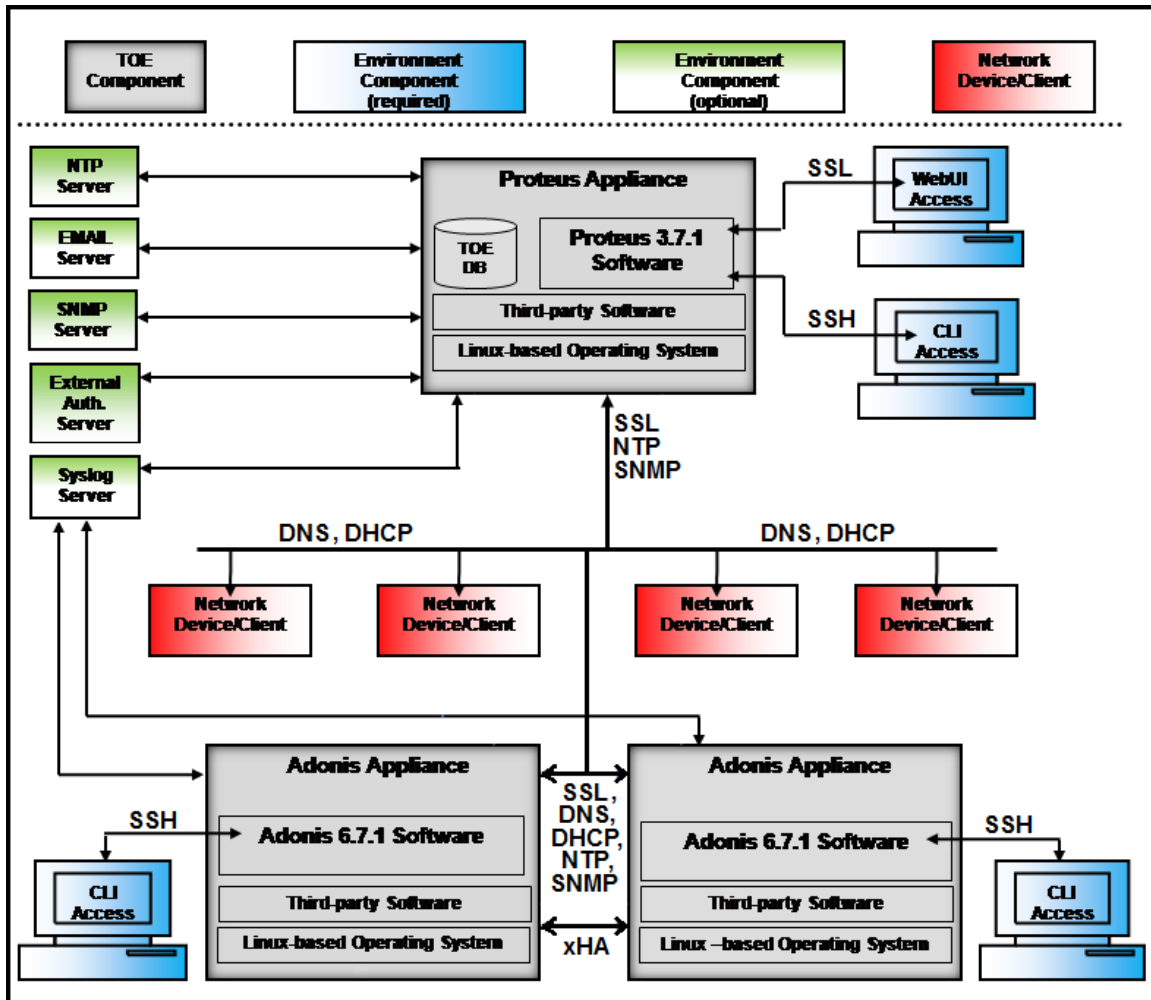 TOE
Component
Environment
Component
(required)
Environment
Component
(optional)
Network
Device/Client
NTP
Server
EMAIL
Server
SNMP
Server
External
Auth.
Server
Syslog
Server
Proteus Appliance
TOE
DB
Proteus 3.7.1
Software
Third-party Software
Linux-based Operating System
SSL
WebUI
Access
SSH
CLI
Access
SSL
NTP
SNMP
DNS, DHCP
DNS, DHCP
Network
Device/Client
Network
Device/Client
Network
Device/Client
Network
Device/Client
Adonis Appliance
Adonis 6.7.1 Software
Third-party Software
Linux-based Operating System
SSH
CLI
Access
SSL,
DNS,
DHCP,
NTP,
SNMP
xHA
Adonis Appliance
Adonis 6.7.1 Software
Third-party Software
Linux –based Operating System
SSH
CLI
Access